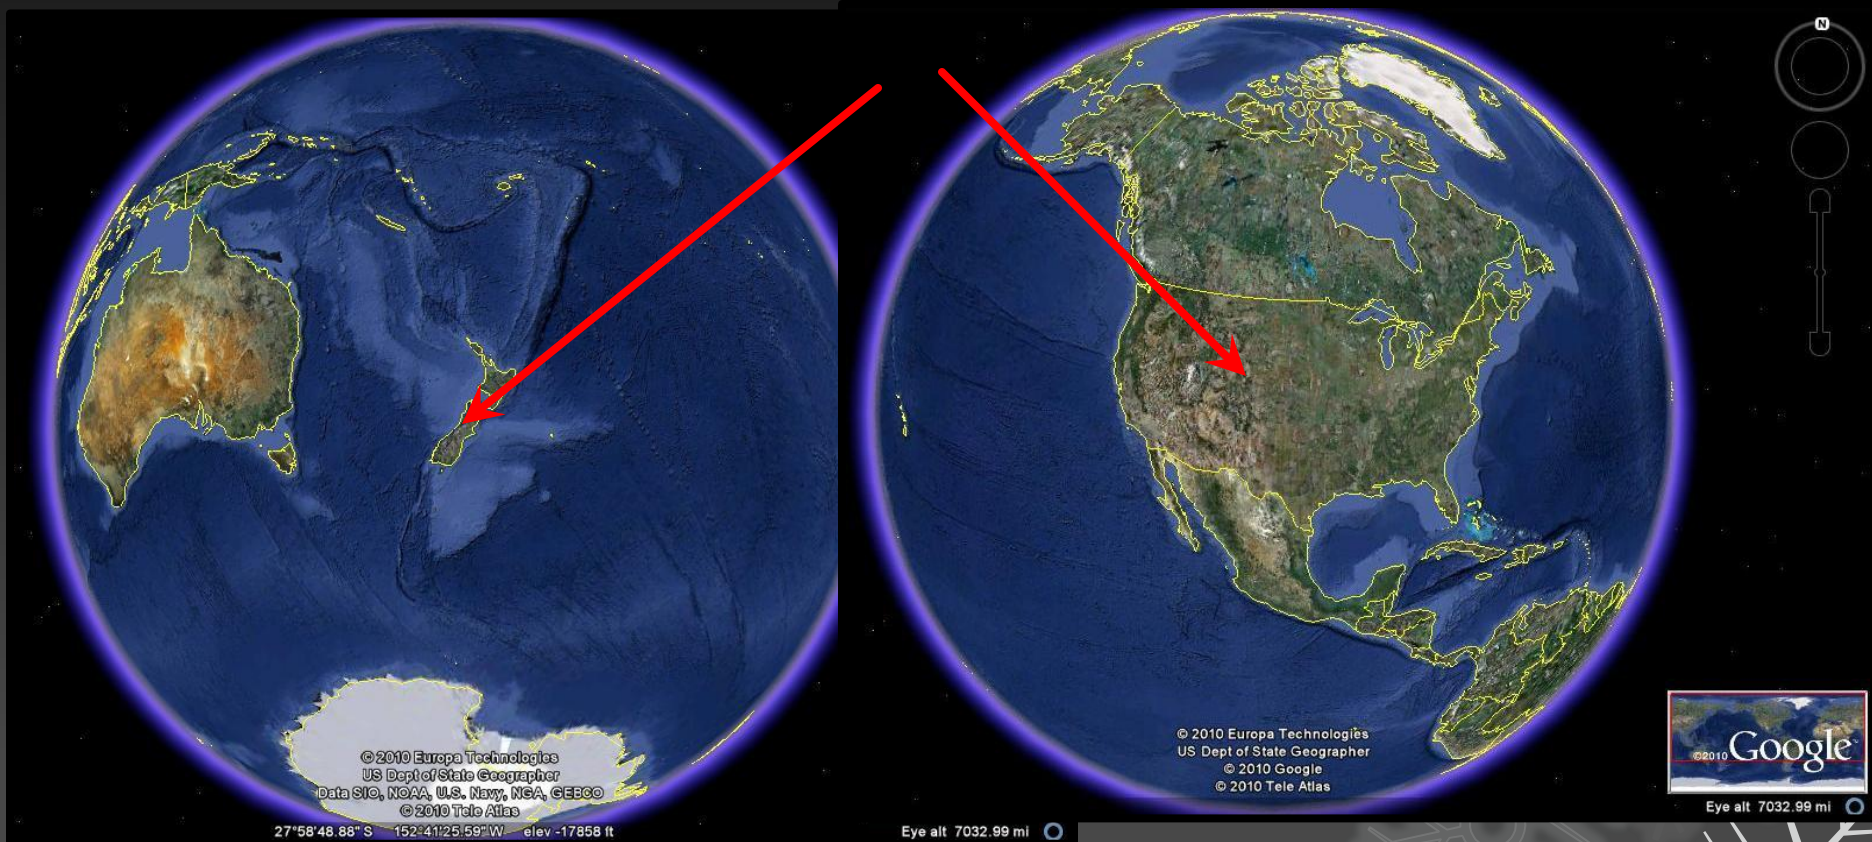 © 2010 Europa Technologies
US Dept of State Geographer
Data SIO, NOAA, U.S. Navy, NGA, GEBCO
© 2010 Tele Atlas
27°58'48.88" S 152°41'25.59" W elev -17858 ft
Eye alt 7032.99 mi
N
© 2010 Europa Technologies
US Dept of State Geographer
© 2010 Google
© 2010 Tele Atlas
©2010 Google™
Eye alt 7032.99 mi